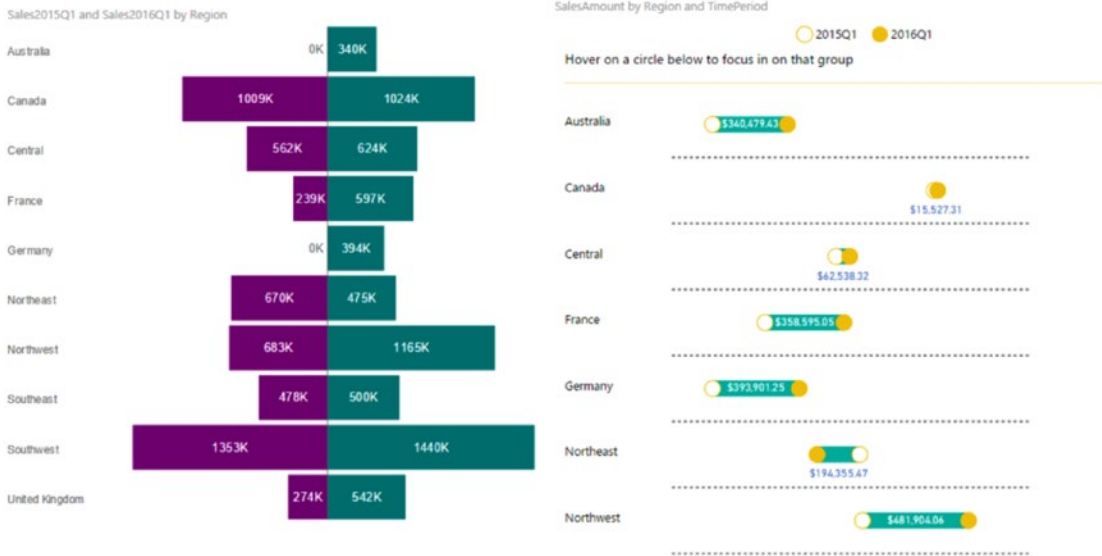 Sales2015Q1 and Sales2016Q1 by Region
Australia 0K 340K
Canada 1009K 1024K
Central 562K 624K
France 239K 597K
Germany 0K 394K
Northeast 670K 475K
Northwest 683K 1165K
Southeast 478K 500K
Southwest 1353K 1440K
United Kingdom 274K 542K
SalesAmount by Region and TimePeriod
2015Q1 2016Q1
Hover on a circle below to focus in on that group
Australia $340,479.43
Canada
$15,527.31
Central
$62,538.32
France $358,595.05
Germany $393,901.25
Northeast
$194,355.47
Northwest $481,904.06